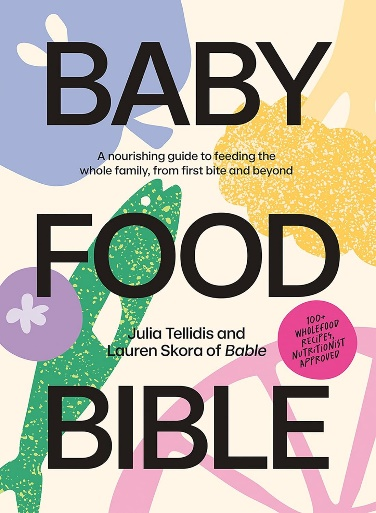 BABY
A nourishing guide to feeding the
whole family, from first bite and beyond
FOOD
Julia Tellidis and
Lauren Skora of Bable
100+
WHOLEFOOD
RECIPES,
NUTRITIONIST
APPROVED
BIBLE